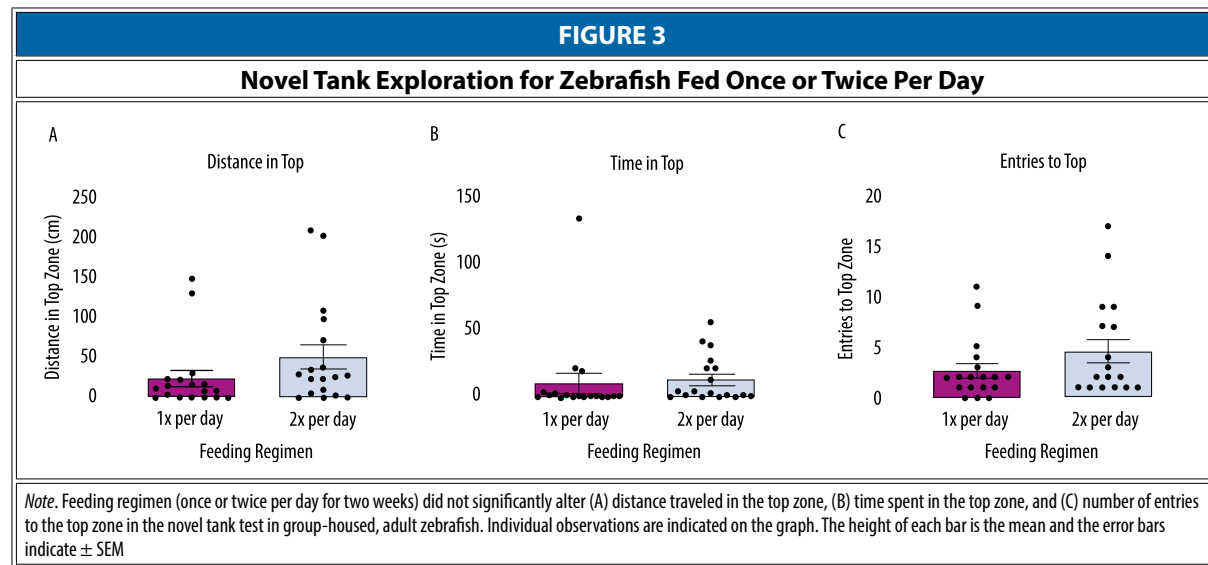 FIGURE 3
Novel Tank Exploration for Zebrafish Fed Once or Twice Per Day
A
Distance in Top
Distance in Top Zone (cm)
250
200
150
100
50
0
1x per day 2x per day
Feeding Regimen
B
Time in Top
Time in Top Zone (s)
150
100
50
0
1x per day 2x per day
Feeding Regimen
C
Entries to Top
Entries to Top Zone
20
15
10
5
0
1x per day 2x per day
Feeding Regimen
Note. Feeding regimen (once or twice per day for two weeks) did not significantly alter (A) distance traveled in the top zone, (B) time spent in the top zone, and (C) number of entries
to the top zone in the novel tank test in group-housed, adult zebrafish. Individual observations are indicated on the graph. The height of each bar is the mean and the error bars
indicate ± SEM